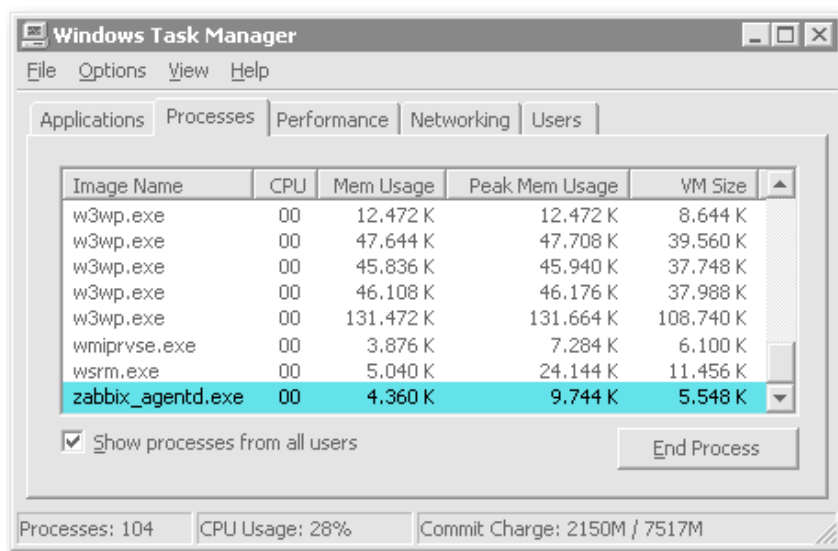 Windows Task Manager
File Options View Help
Applications Processes Performance Networking Users
Image Name CPU Mem Usage Peak Mem Usage VM Size
w3wp.exe 00 12.472 K 12.472 K 8.644 K
w3wp.exe 00 47.644 K 47.708 K 39.560 K
w3wp.exe 00 45.836 K 45.940 K 37.748 K
w3wp.exe 00 46.108 K 46.176 K 37.988 K
w3wp.exe 00 131.472 K 131.664 K 108.740 K
wmiprvse.exe 00 3.876 K 7.284 K 6.100 K
wsrm.exe 00 5.040 K 24.144 K 11.456 K
zabbix_agentd.exe 00 4.360 K 9.744 K 5.548 K
Show processes from all users
End Process
Processes: 104 CPU Usage: 28% Commit Charge: 2150M / 7517M